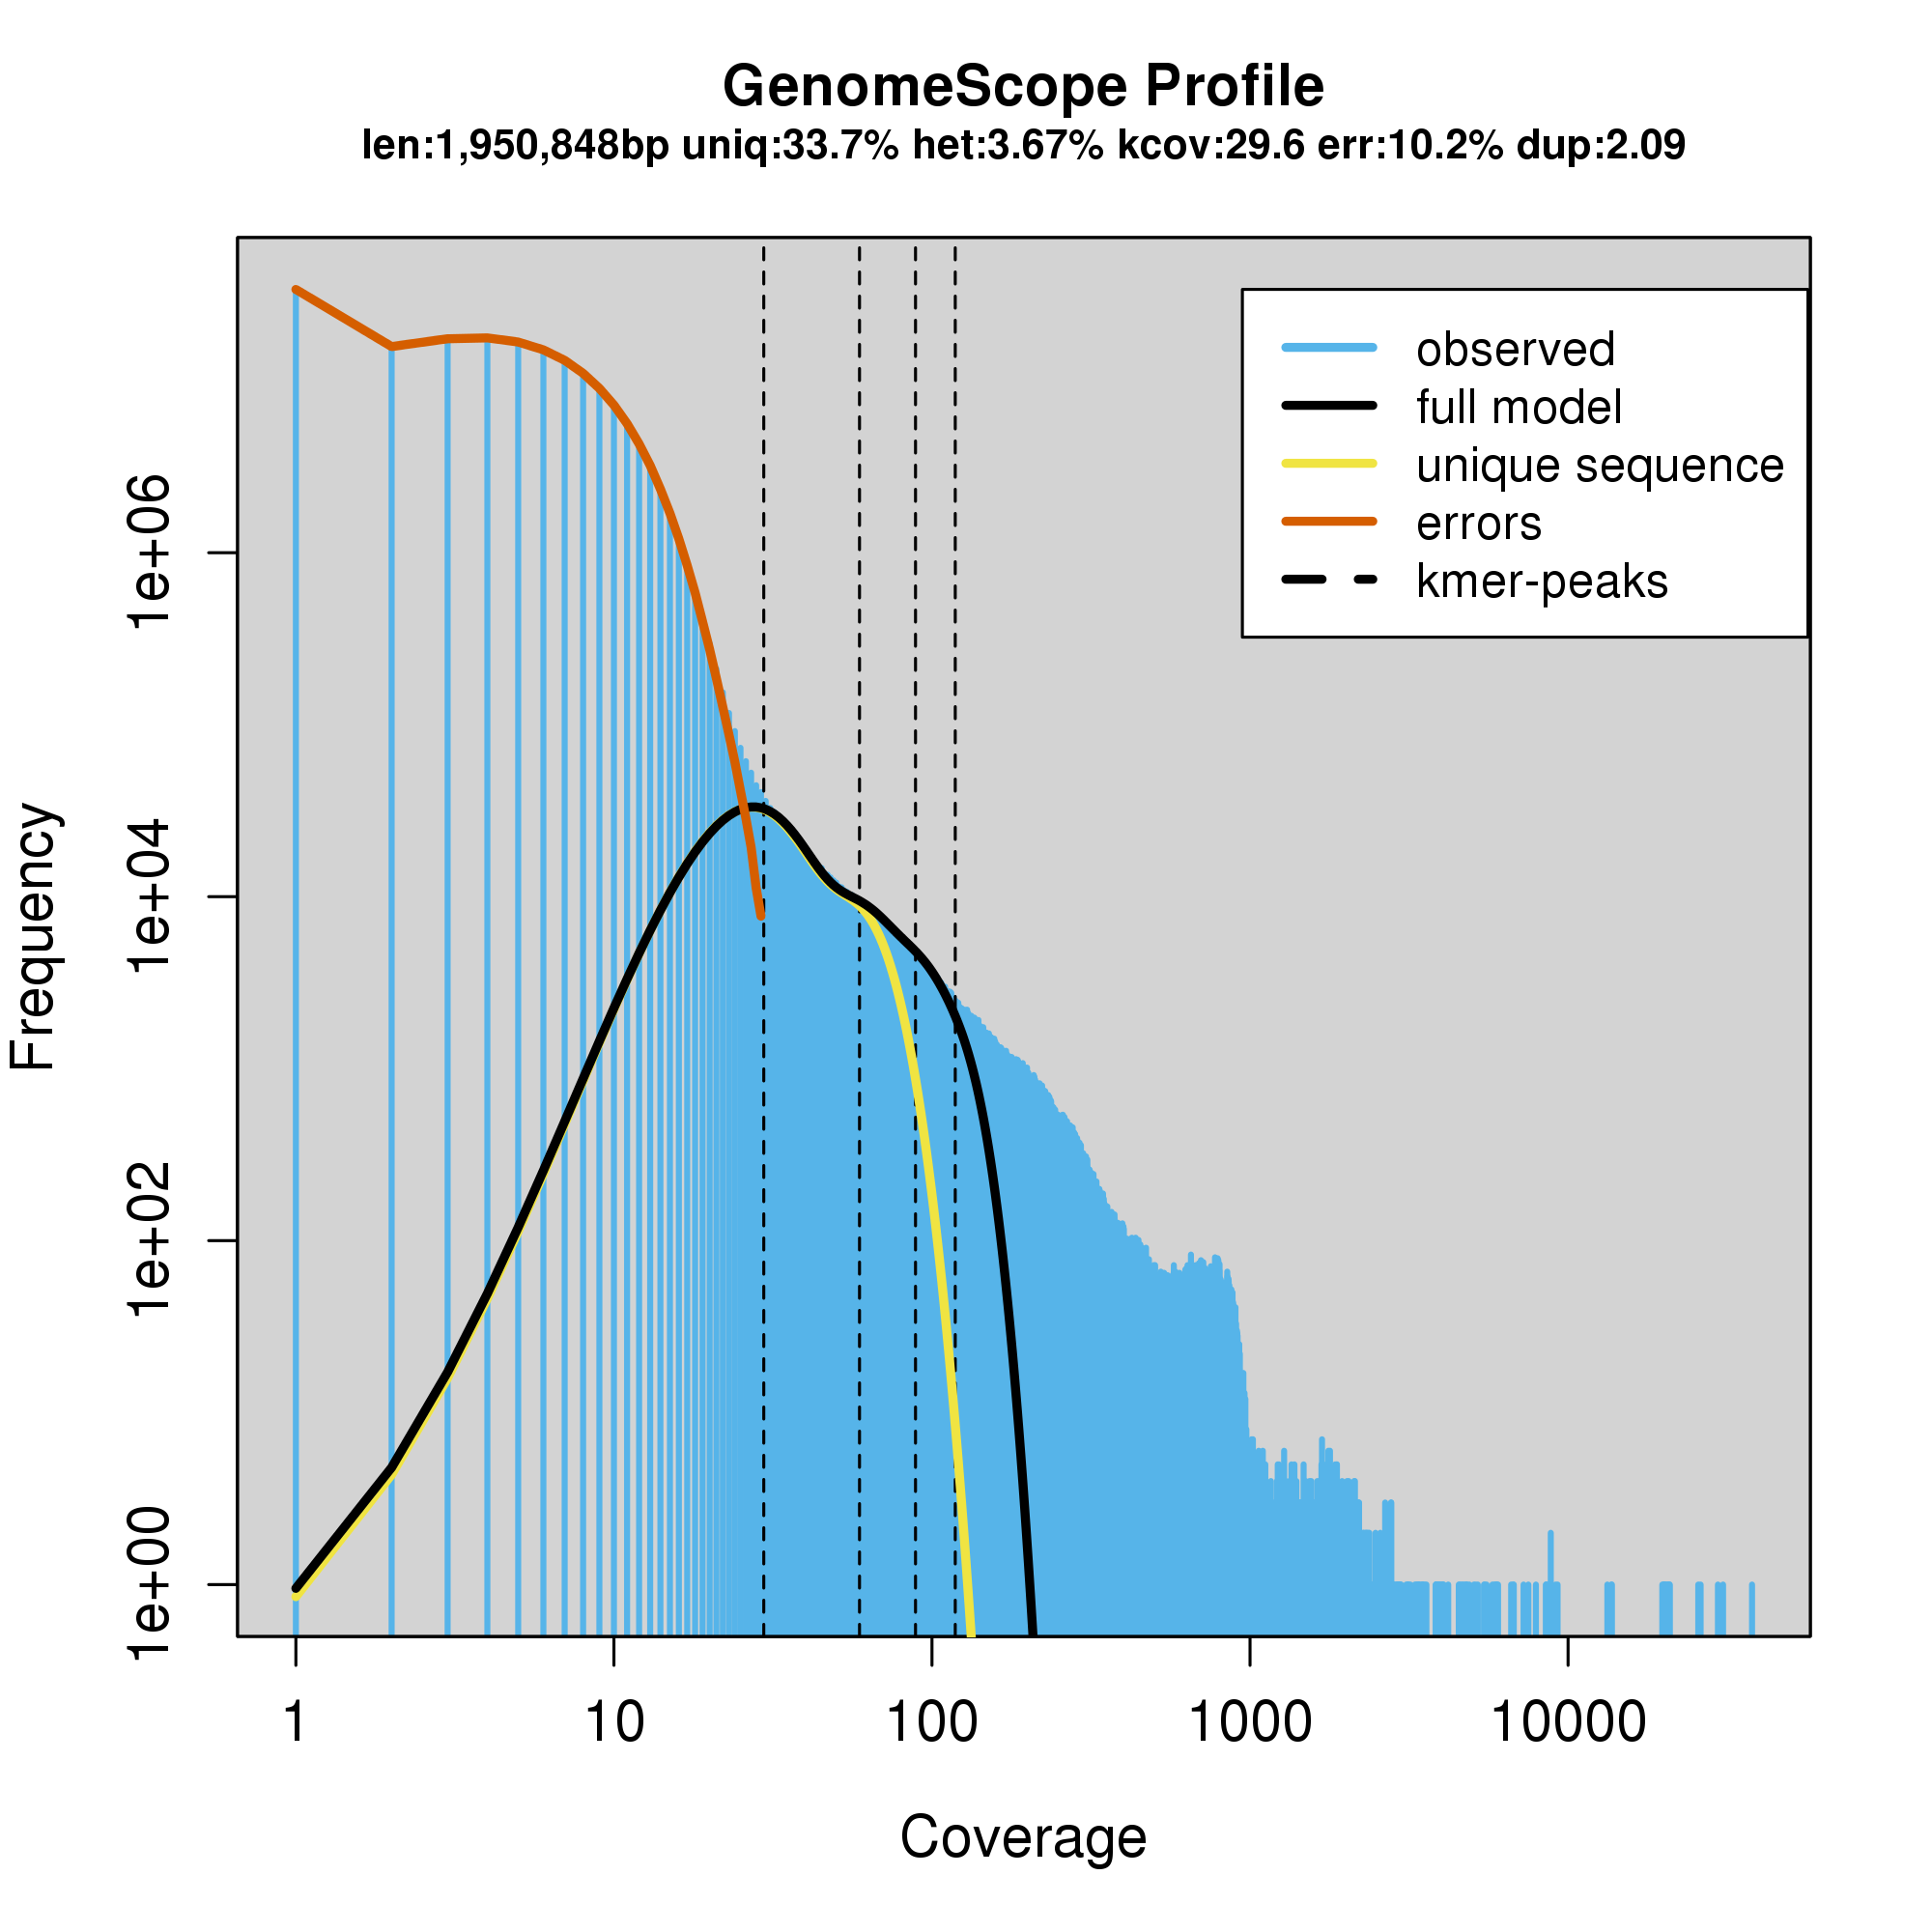 GenomeScope Profile
len:1,950,848bp uniq:33.7% het:3.67% kcov:29.6 err:10.2% dup:2.09
observed
full model
unique sequence
errors
kmer-peaks
Frequency
1e+06
1e+04
1e+02
1e+00
1 10 100 1000 10000
Coverage